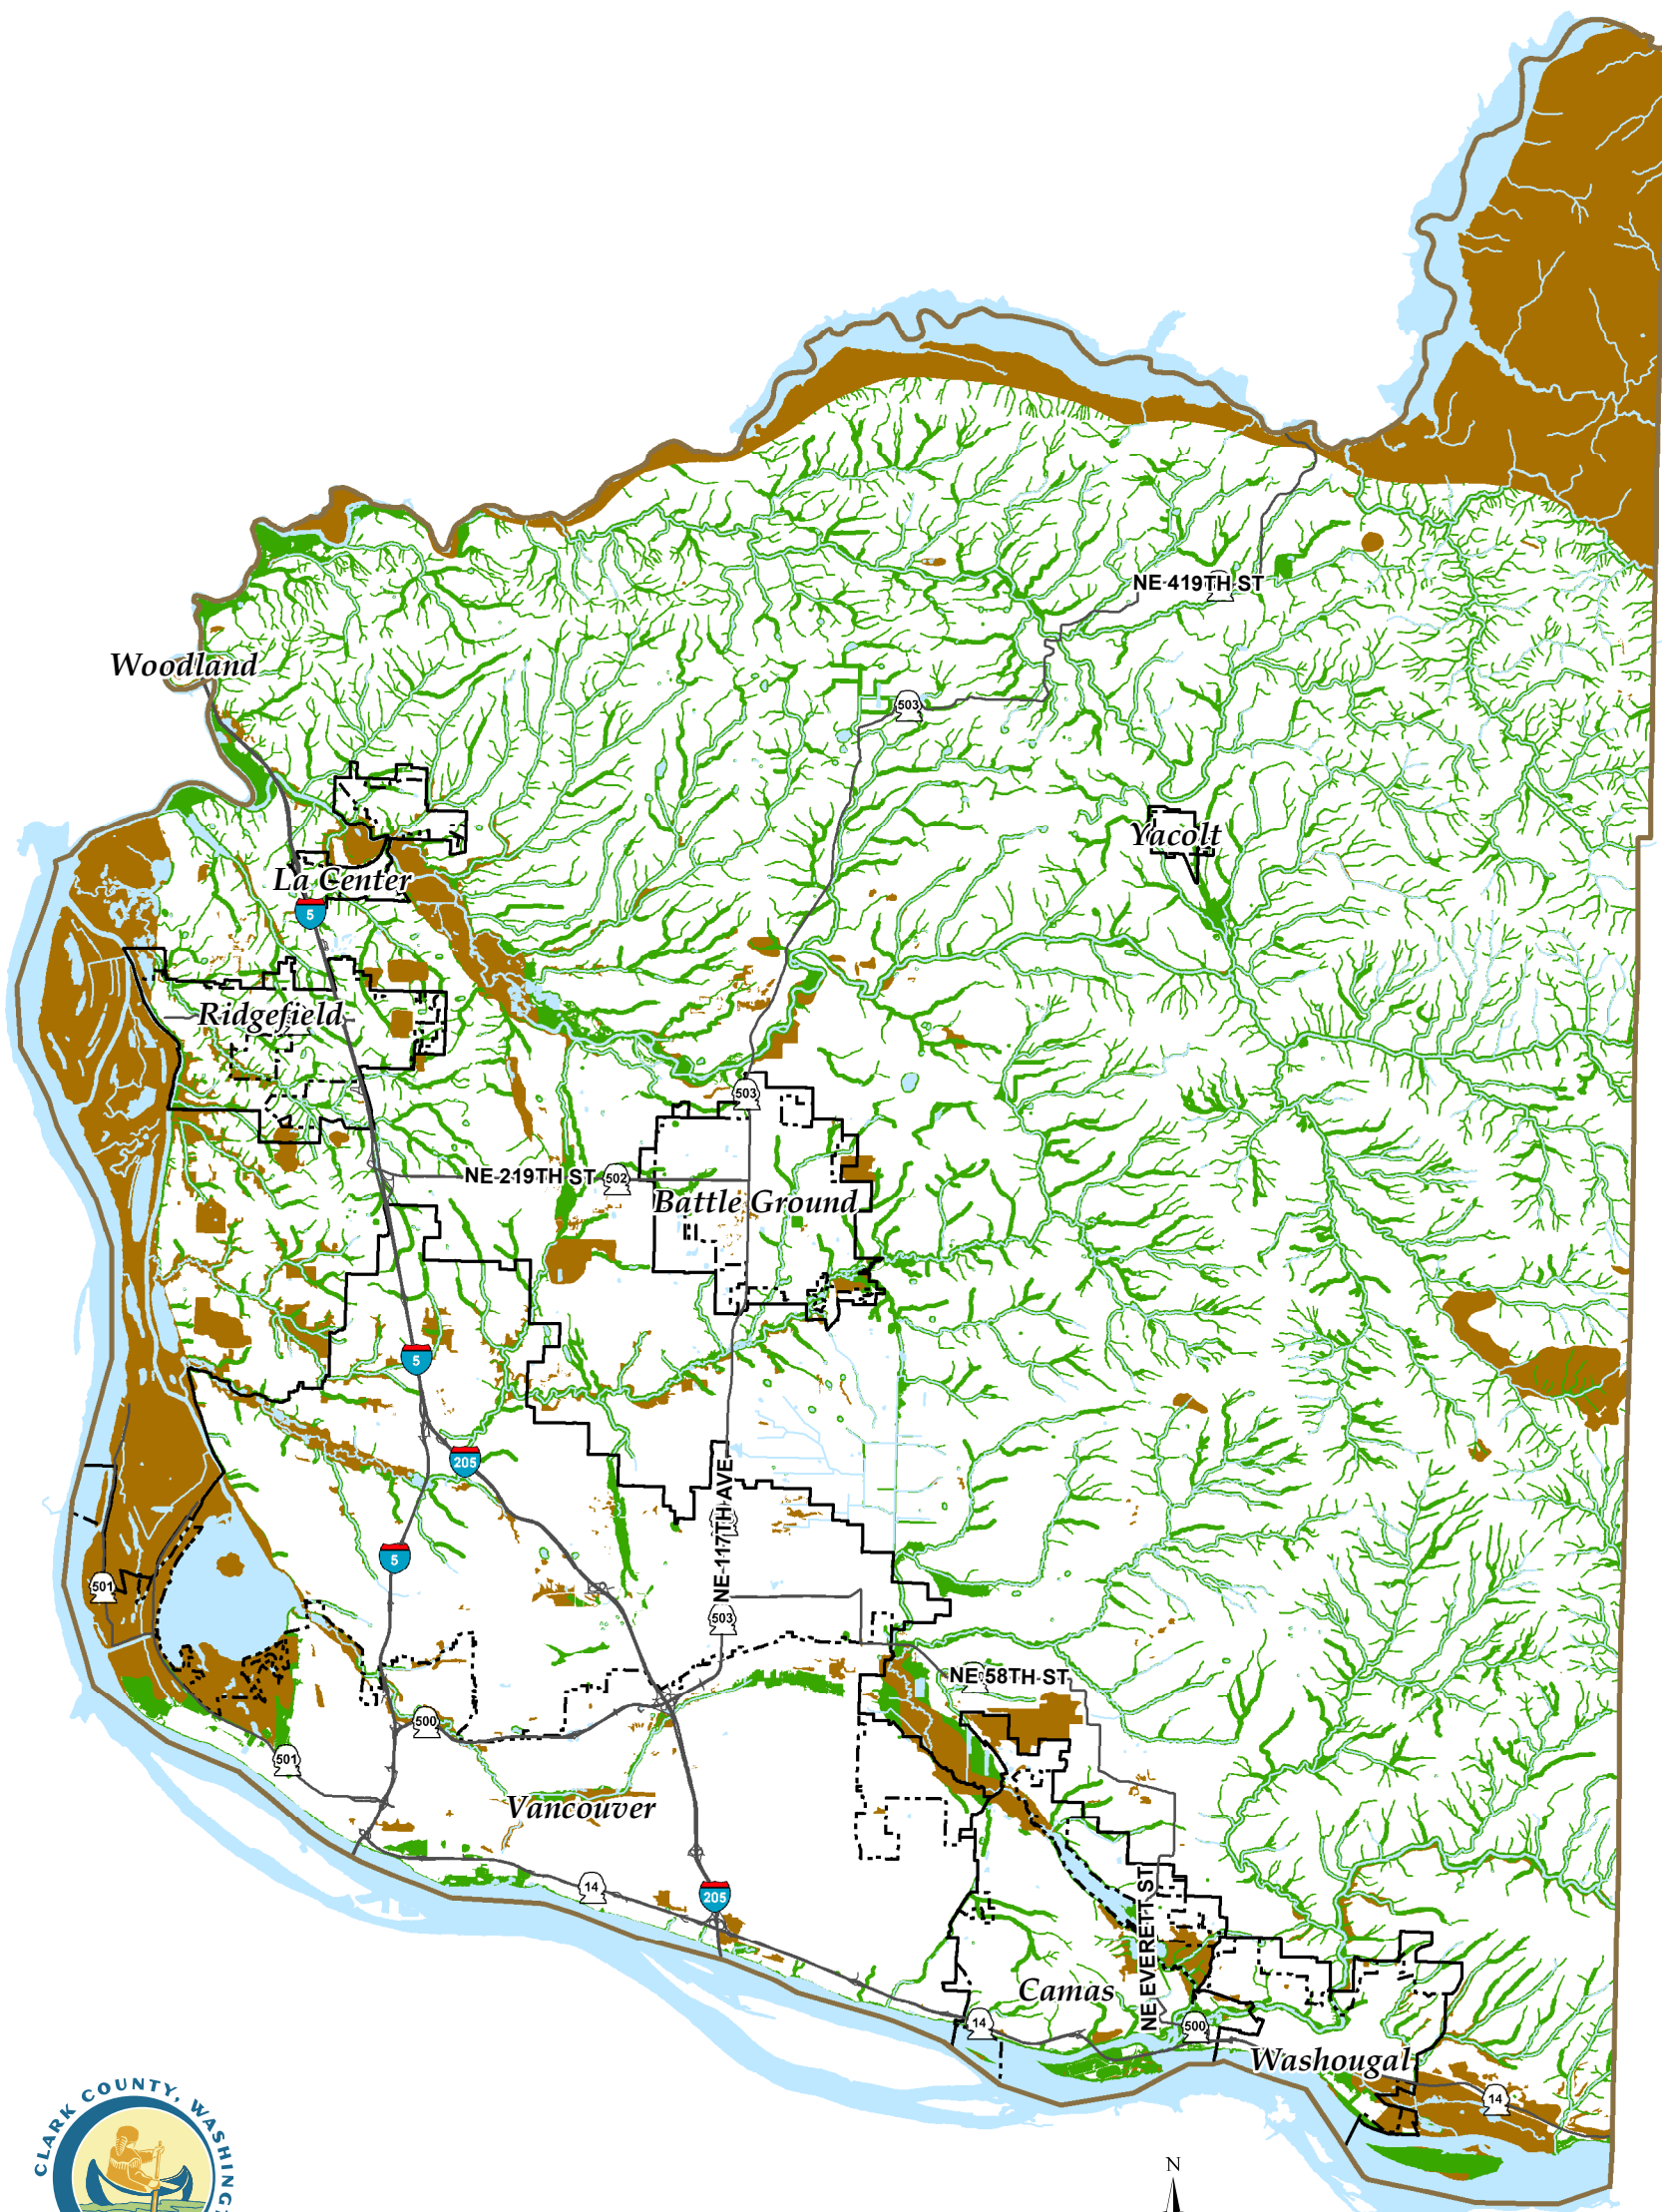 NE 419TH ST
Woodland
503
Yacolt
La Center
5
Ridgefield
503
NE 219TH ST
502
Battle Ground
5
205
NE 117TH AVE
5
501
503
NE 58TH ST
500
501
Vancouver
14
205
NE EVERETT ST
Camas
14
500
Washougal
14
CLARK COUNTY,
N